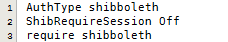 1 AuthType shibboleth
2 ShibRequireSession Off
3 require shibboleth